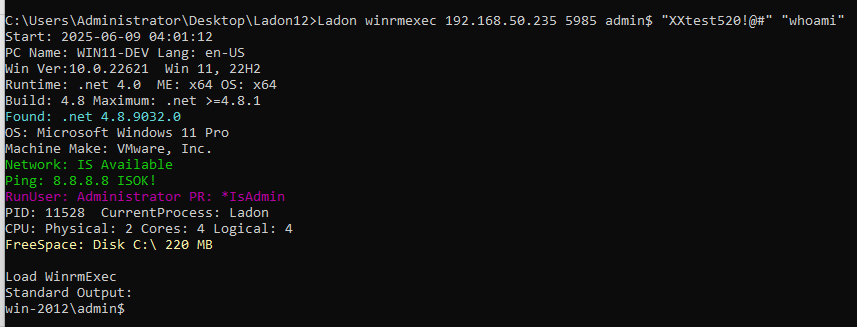 C:\Users\Administrator\Desktop\Ladon12>Ladon winrmexec 192.168.50.235 5985 admin$ "XXtest520!@#" "whoami"
Start: 2025-06-09 04:01:12
PC Name: WIN11-DEV Lang: en-US
Win Ver:10.0.22621  Win 11, 22H2
Runtime: .net 4.0  ME: x64 OS: x64
Build: 4.8 Maximum: .net >=4.8.1
Found: .net 4.8.9032.0
OS: Microsoft Windows 11 Pro
Machine Make: VMware, Inc.
Network: IS Available
Ping: 8.8.8.8 ISOK!
RunUser: Administrator PR: *IsAdmin
PID: 11528  CurrentProcess: Ladon
CPU: Physical: 2 Cores: 4 Logical: 4
FreeSpace: Disk C:\ 220 MB
Load WinrmExec
Standard Output:
win-2012\admin$